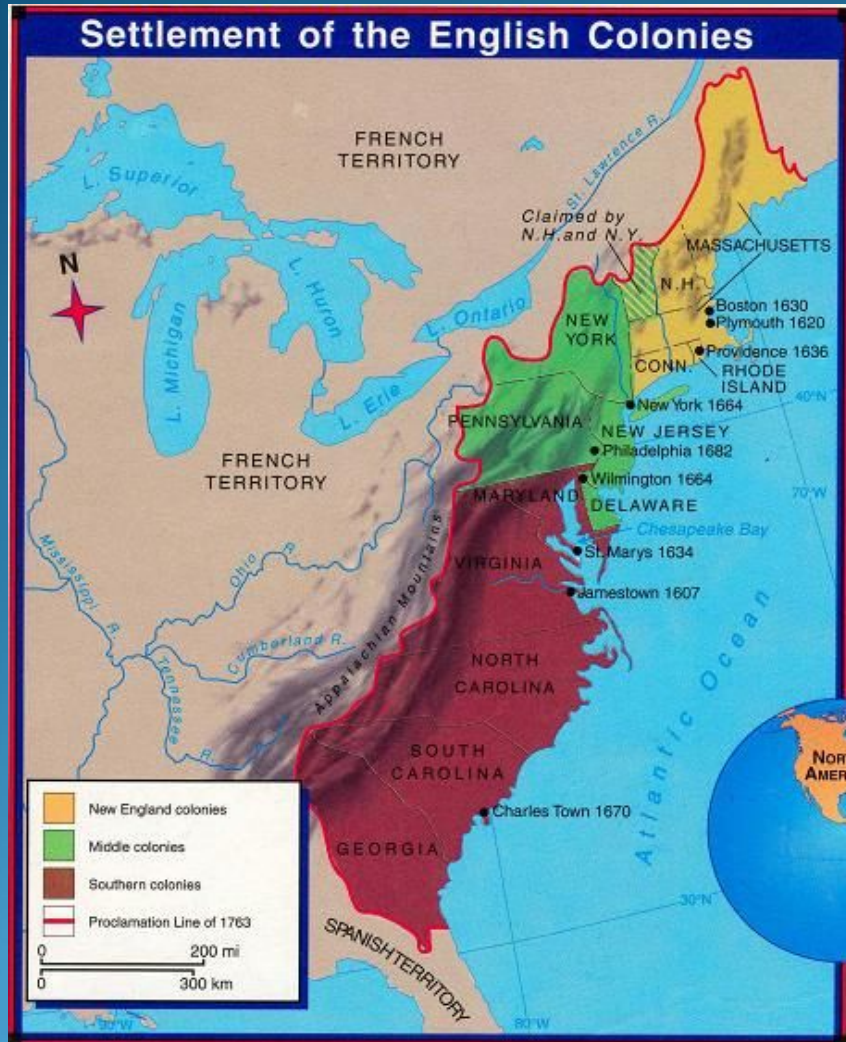 Settlement of the English Colonies
FRENCH
TERRITORY
L. Superior
St. Lawrence R.
Claimed by
N.H. and N.Y.
N
L. Huron
L. Michigan
L. Ontario
L. Erie
MASSACHUSETTS
N.H.
Boston 1630
Plymouth 1620
NEW
YORK
CONN.
Providence 1636
RHODE
ISLAND
40°N
New York 1664
PENNSYLVANIA
NEW JERSEY
Philadelphia 1682
FRENCH
TERRITORY
Wilmington 1664
70°W
MARYLAND
DELAWARE
Chesapeake Bay
St. Marys 1634
VIRGINIA
Jamestown 1607
Mississippi R.
Ohio R.
Cumberland R.
Tennessee R.
Appalachian Mountains
NORTH
CAROLINA
Atlantic Ocean
SOUTH
CAROLINA
Charles Town 1670
GEORGIA
30°N
SPANISH TERRITORY
80°W
90°W
New England colonies
Middle colonies
Southern colonies
Proclamation Line of 1763
0 200 mi
0 300 km